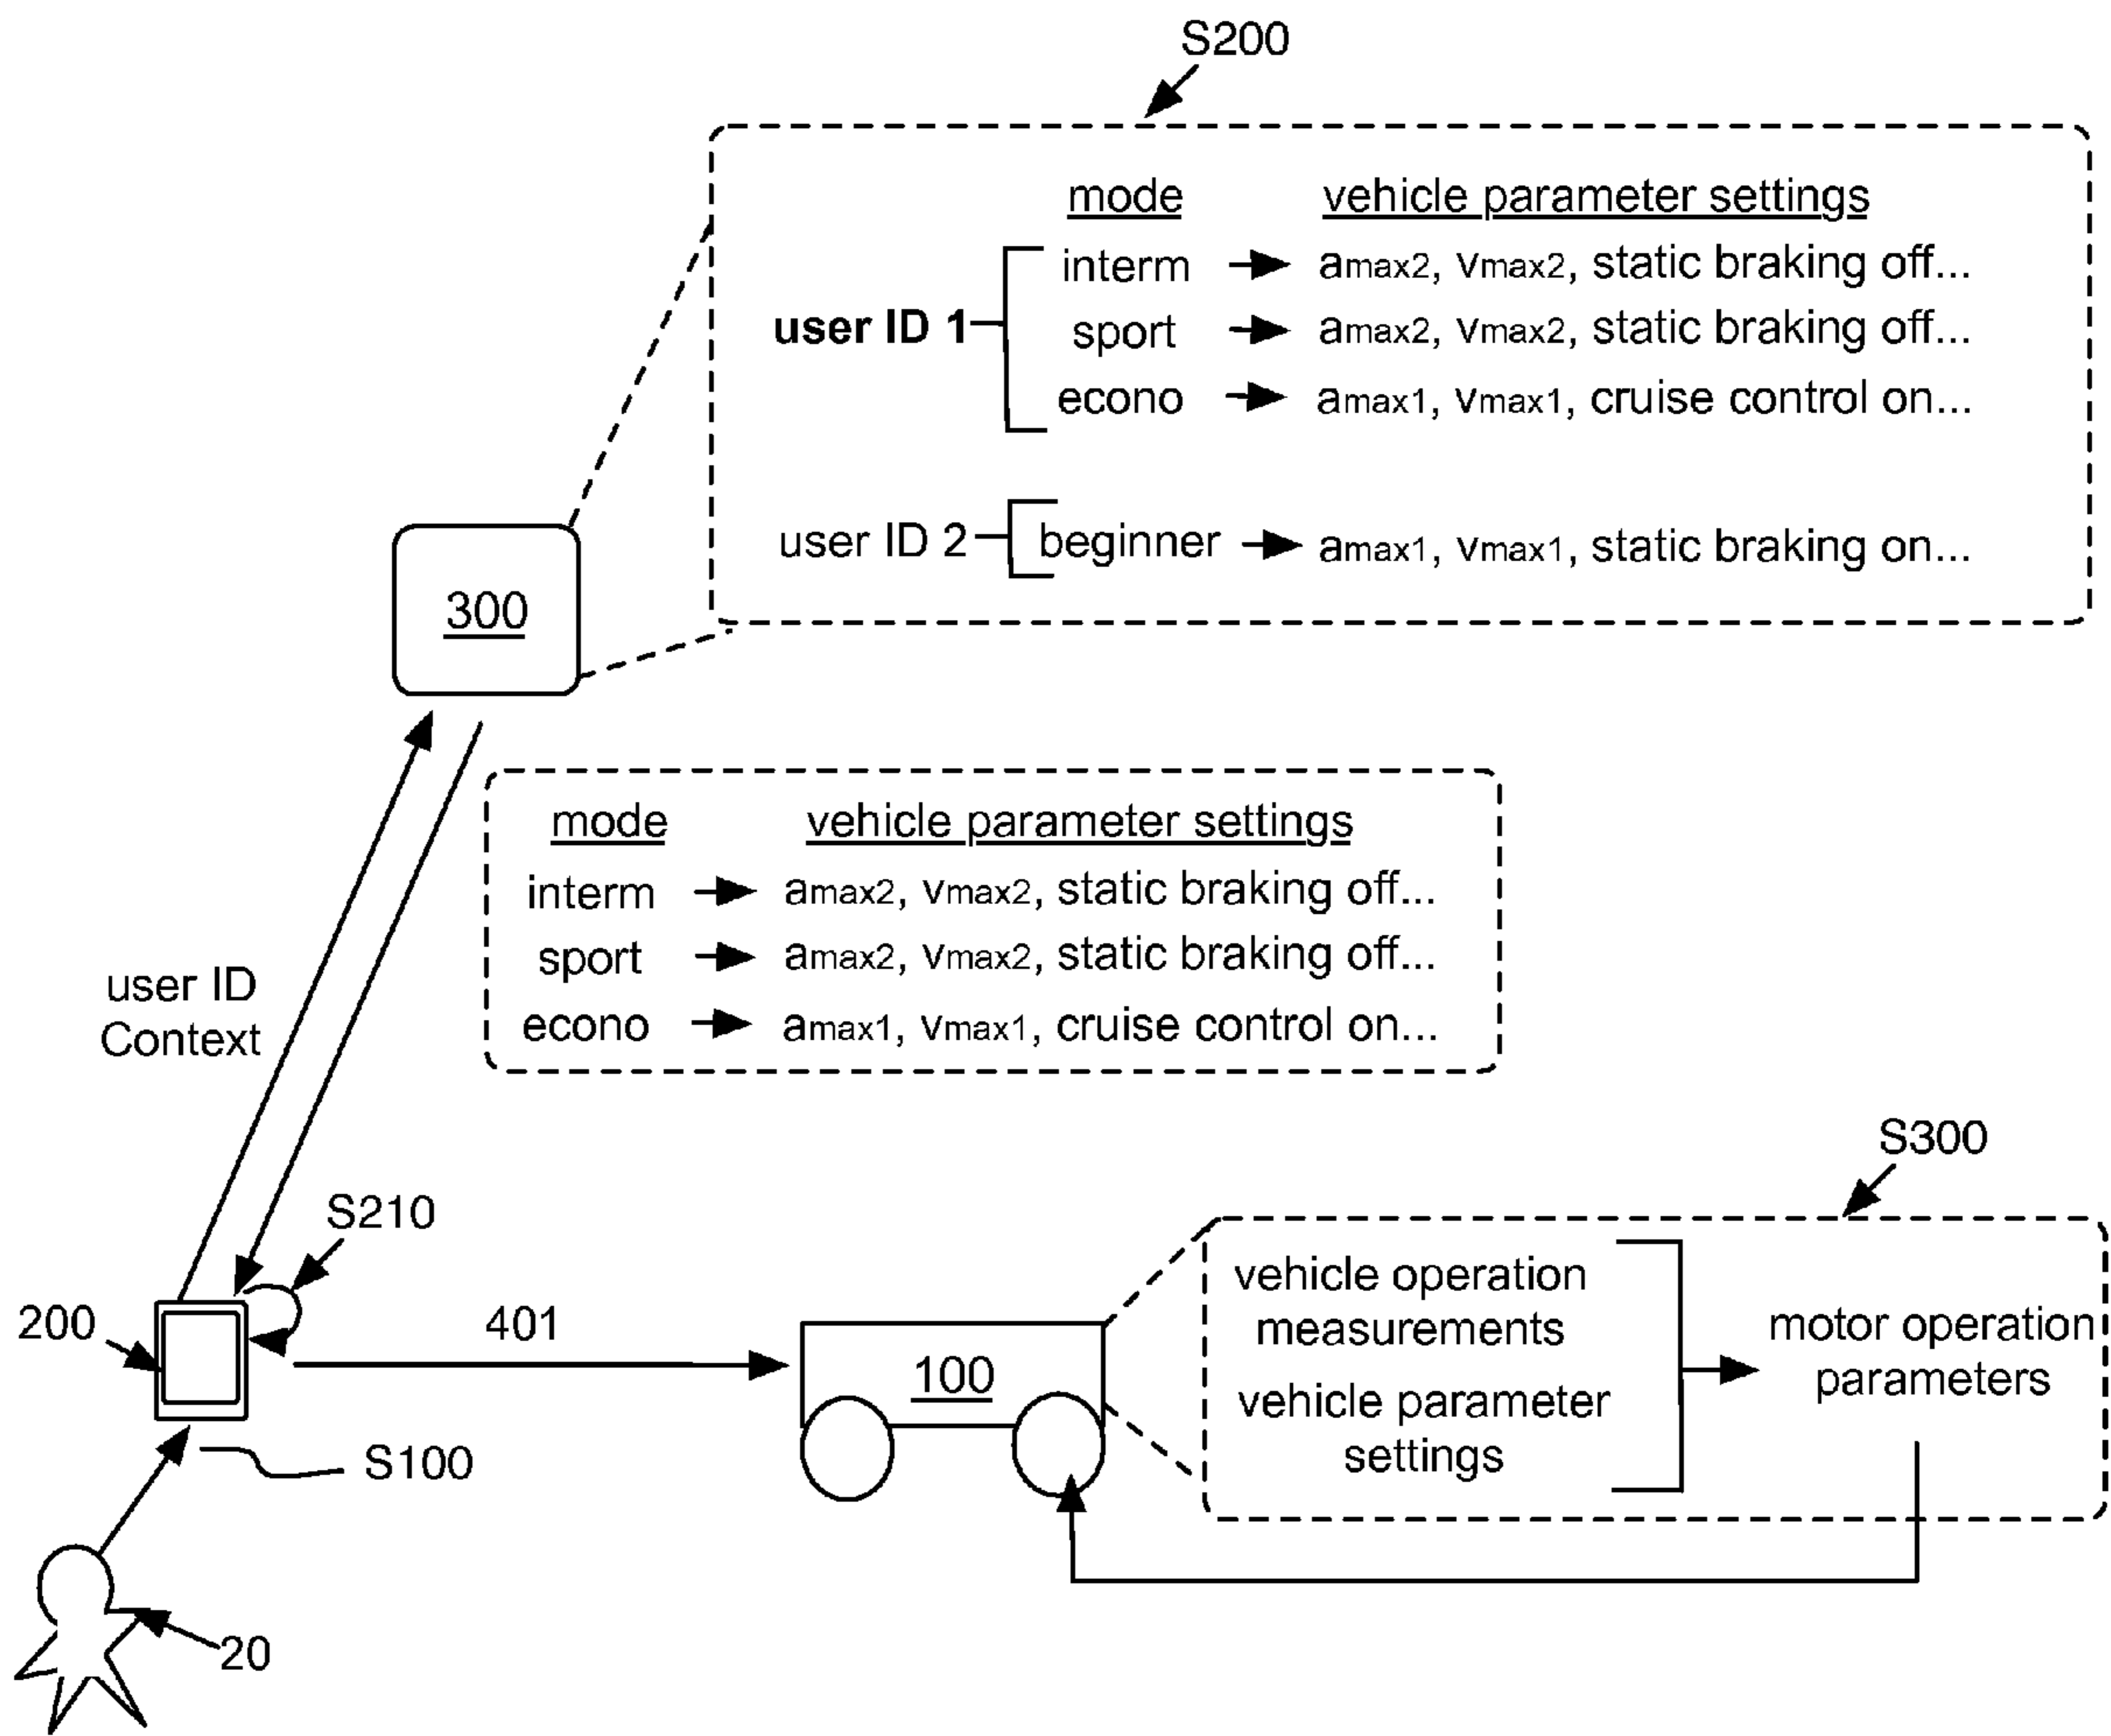 S200
mode vehicle parameter settings
interm amax2, vmax2, static braking off...
user ID 1
sport amax2, vmax2, static braking off...
econo amax1, vmax1, cruise control on...
user ID 2 beginner amax1, vmax1, static braking on...
300
mode vehicle parameter settings
interm amax2, vmax2, static braking off...
sport amax2, vmax2, static braking off...
econo amax1, vmax1, cruise control on...
user ID
Context
S300
S210
200
401
100
vehicle operation
measurements
vehicle parameter
settings
motor operation
parameters
S100
20